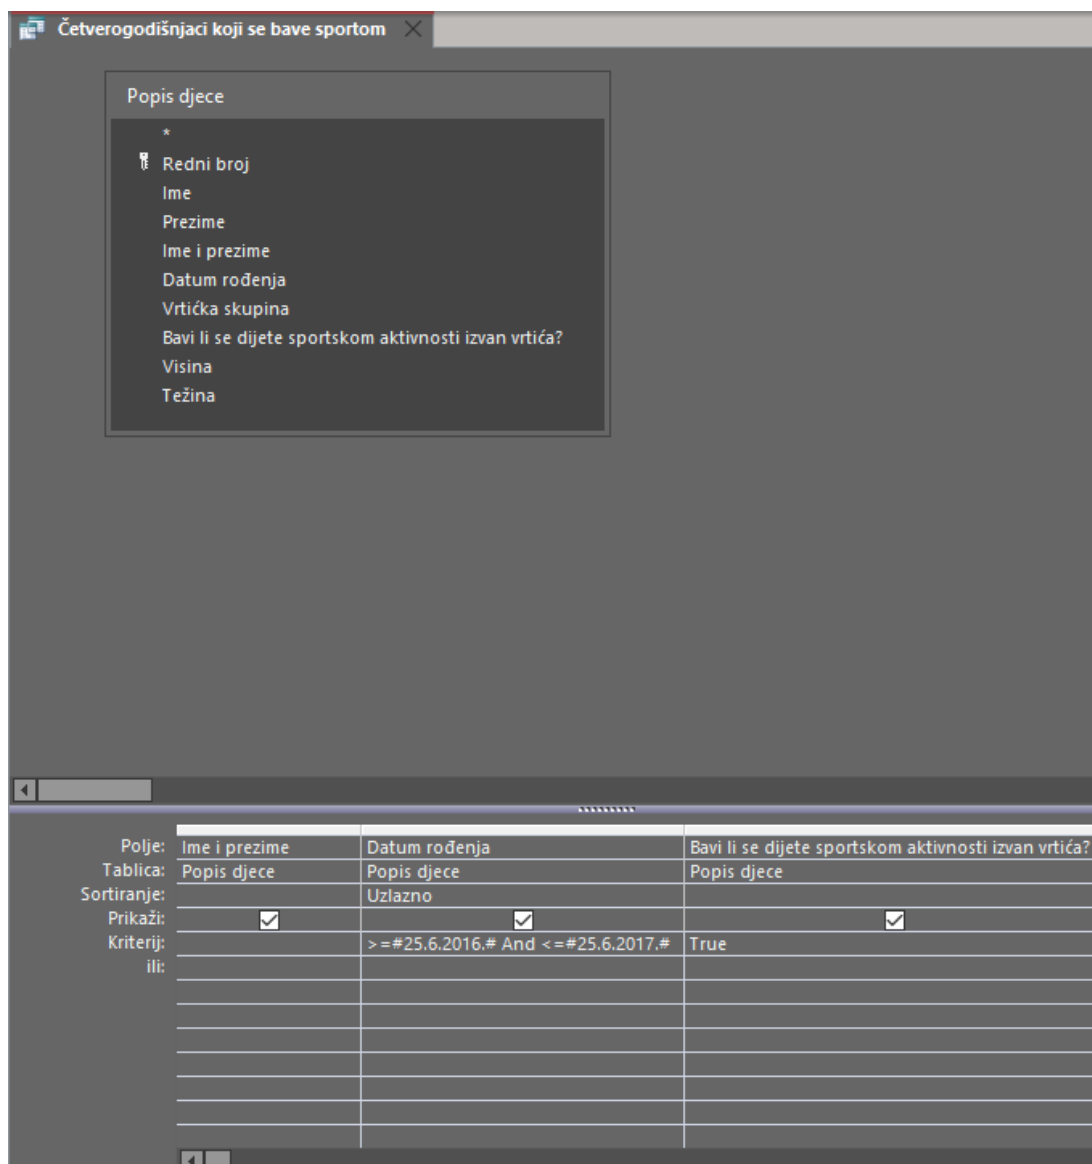 Četverogodišnjaci koji se bave sportom
Popis djece
*
Redni broj
Ime
Prezime
Ime i prezime
Datum rođenja
Vrtićka skupina
Bavi li se dijete sportskom aktivnosti izvan vrtića?
Visina
Težina
Polje: Ime i prezime Datum rođenja Bavi li se dijete sportskom aktivnosti izvan vrtića?
Tablica: Popis djece Popis djece Popis djece
Sortiranje: Uzlazno
Prikaži:
Kriterij: >=#25.6.2016.# And <=#25.6.2017.# True
ili: